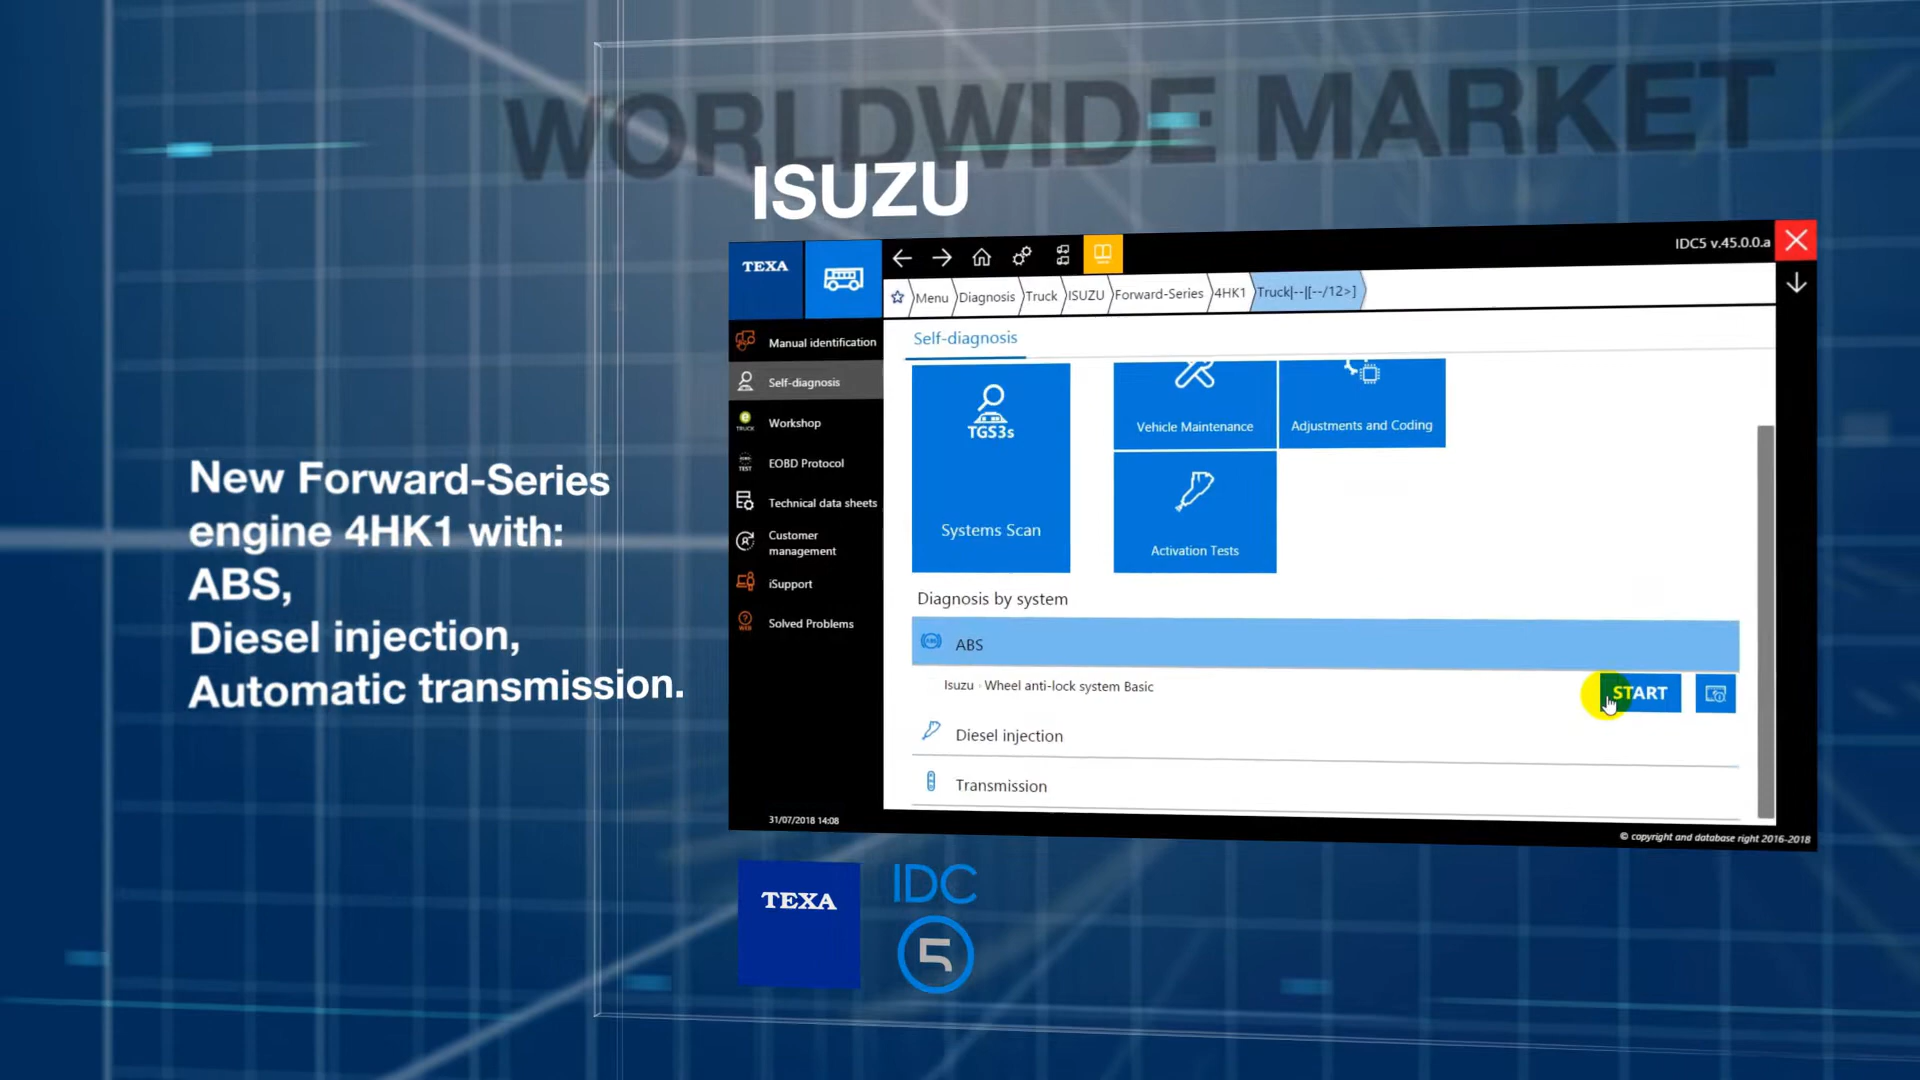 WORLDWIDE MARKET
ISUZU
New Forward-Series
engine 4HK1 with:
ABS,
Diesel injection,
Automatic transmission.
TEXA
IDC5 v.45.0.0.a
Menu
Diagnosis
Truck
ISUZU
Forward-Series
4HK1
Truck|--|[--/12>]
Manual identification
Self-diagnosis
TRUCK
Workshop
TEST
EOBD Protocol
Technical data sheets
Customer
management
iSupport
WEB
Solved Problems
31/07/2018 14:08
Self-diagnosis
TGS3s
Systems Scan
Vehicle Maintenance
Adjustments and Coding
Activation Tests
Diagnosis by system
ABS
Isuzu - Wheel anti-lock system Basic
START
Diesel injection
Transmission
© copyright and database right 2016-2018
TEXA
IDC
5